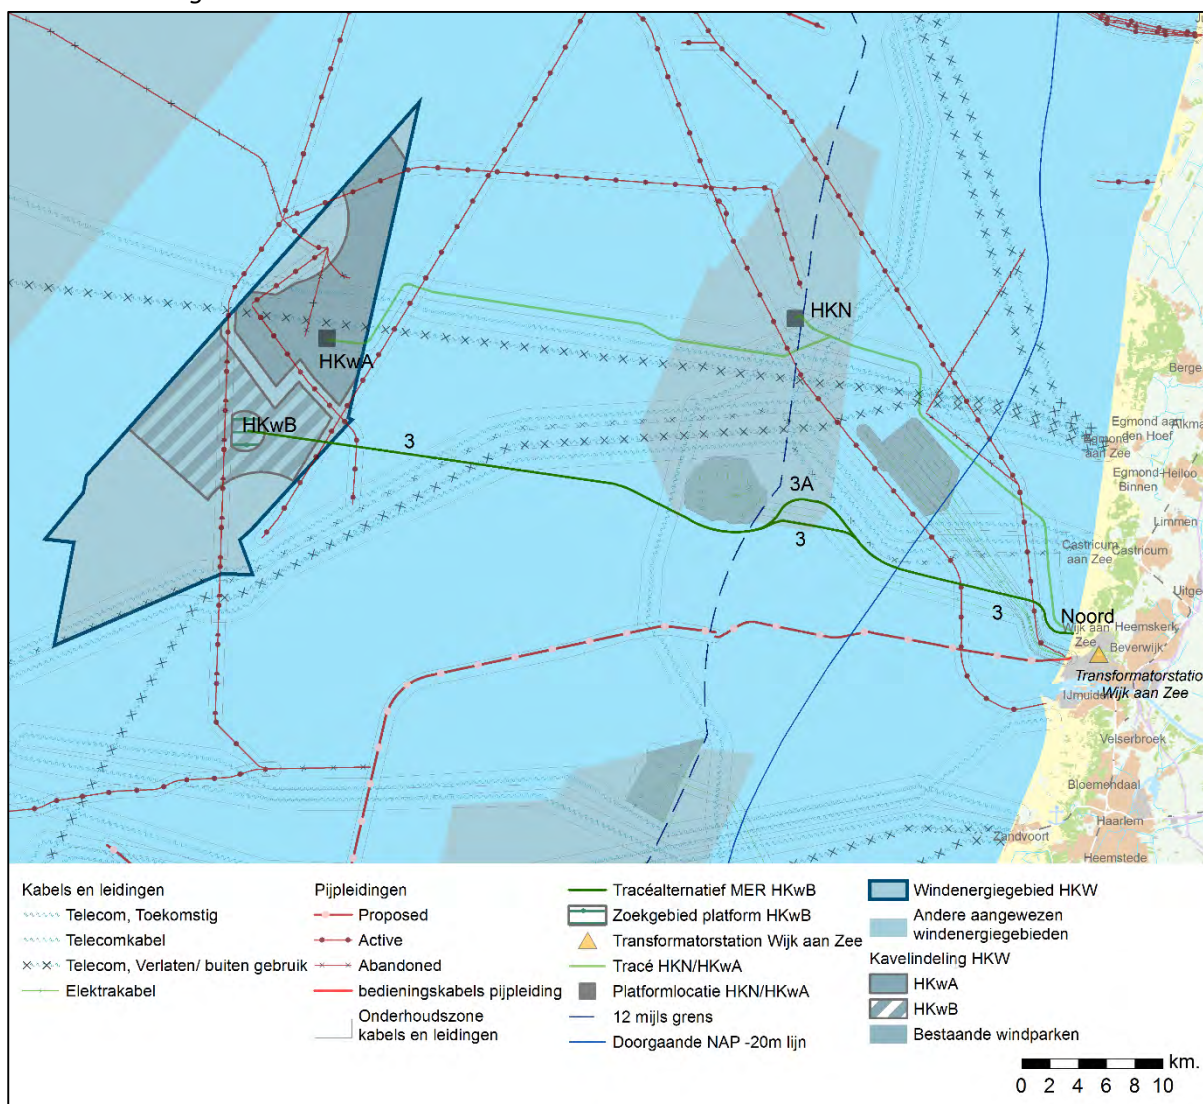 HKN
HKwA
HKwB
3
3A
3
3
Noord
Berge
Egmond aan
den Hoef
Alkma
Egmond
aan Zee
Egmond-
Binnen
Heiloo
Limmen
Castricum
aan Zee
Castricum
Uitge
Wijk aan
Zee
Heemskerk
Beverwijk
Transformatorstatio
Wijk aan Zee
IJmuiden
Velserbroek
Bloemendaal
Haarlem
Zandvoort
Heemstede
Kabels en leidingen
Telecom, Toekomstig
Telecomkabel
Telecom, Verlaten/ buiten gebruik
Elektrakabel
Pijpleidingen
Proposed
Active
Abandoned
bedieningskabels pijpleiding
Onderhoudszone
kabels en leidingen
Tracéalternatief MER HKwB
Zoekgebied platform HKwB
Transformatorstation Wijk aan Zee
Tracé HKN/HKwA
Platformlocatie HKN/HKwA
12 mijls grens
Doorgaande NAP -20m lijn
Windenergiegebied HKW
Andere aangewezen
windenergiegebieden
Kavelindeling HKW
HKwA
HKwB
Bestaande windparken
km.
0 2 4 6 8 10